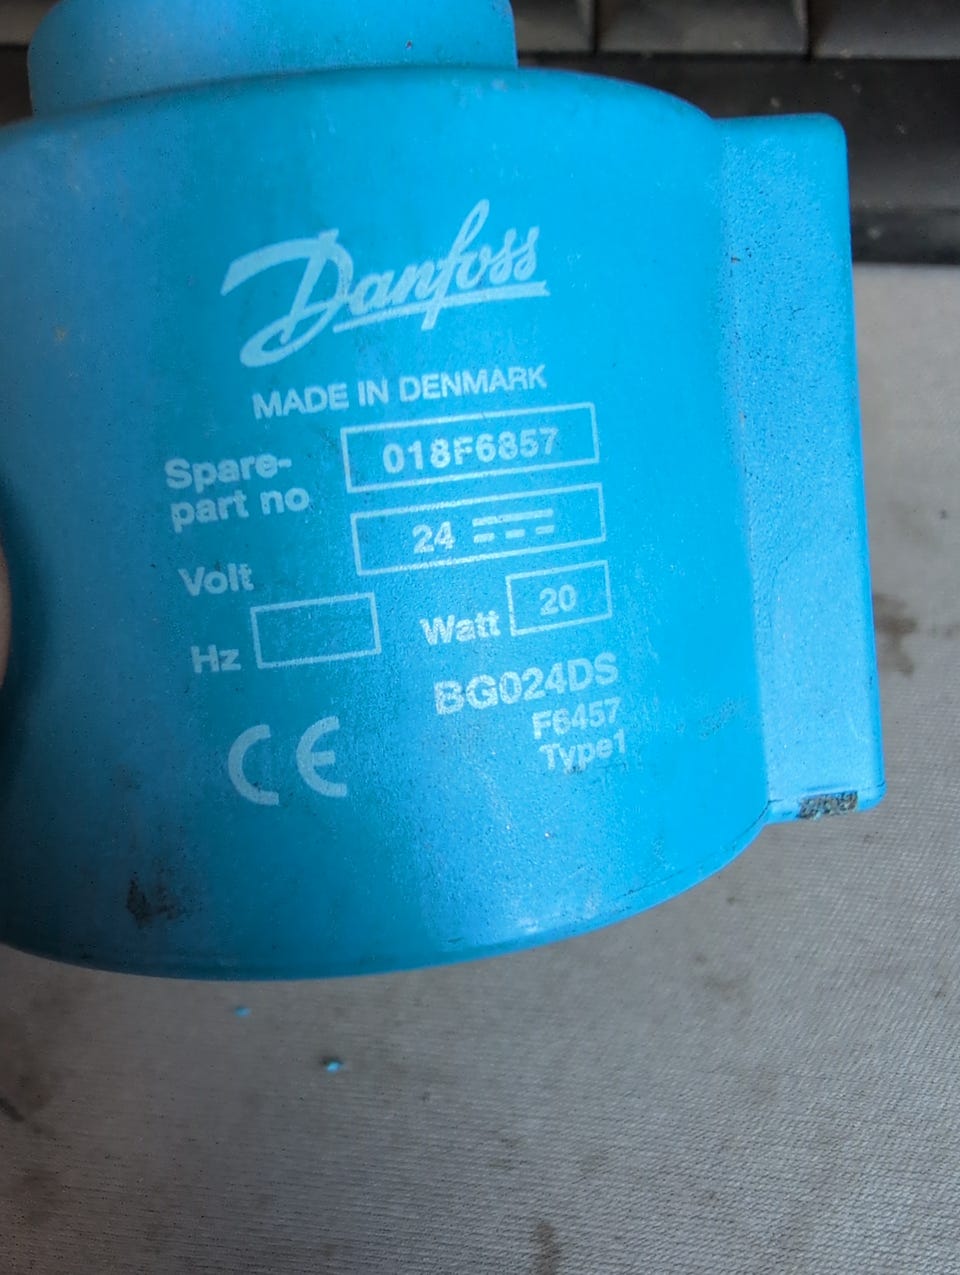 Danfoss
MADE IN DENMARK
Spare-
part no
018F6857
Volt
24
Hz
Watt
20
BG024DS
F6457
Type1
CE